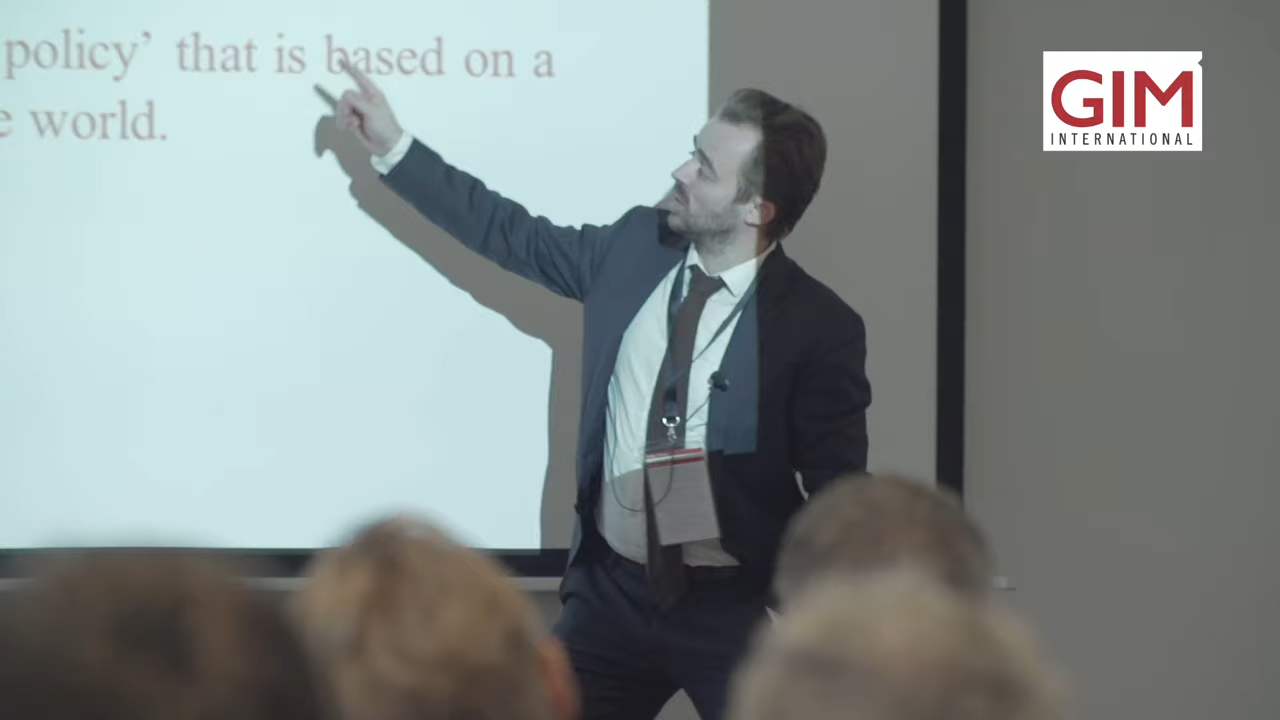 policy’ that is based on a
e world.
GIM
INTERNATIONAL